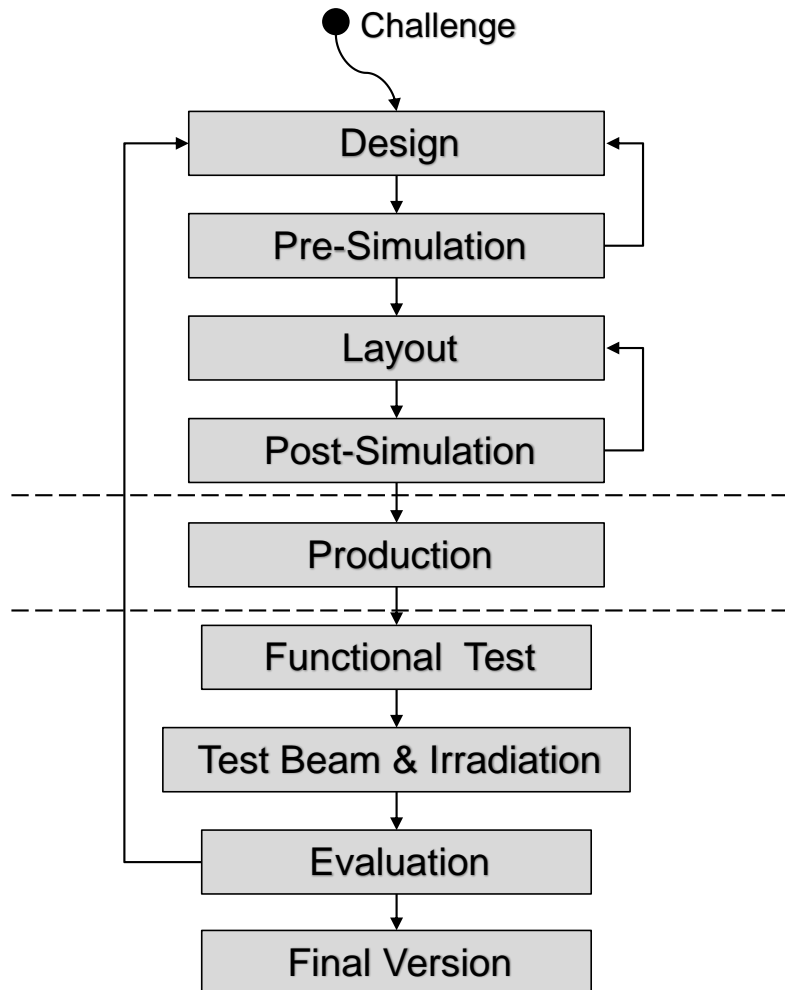 Challenge
Design
Pre-Simulation
Layout
Post-Simulation
Production
Functional  Test
Test Beam & Irradiation
Evaluation
Final Version